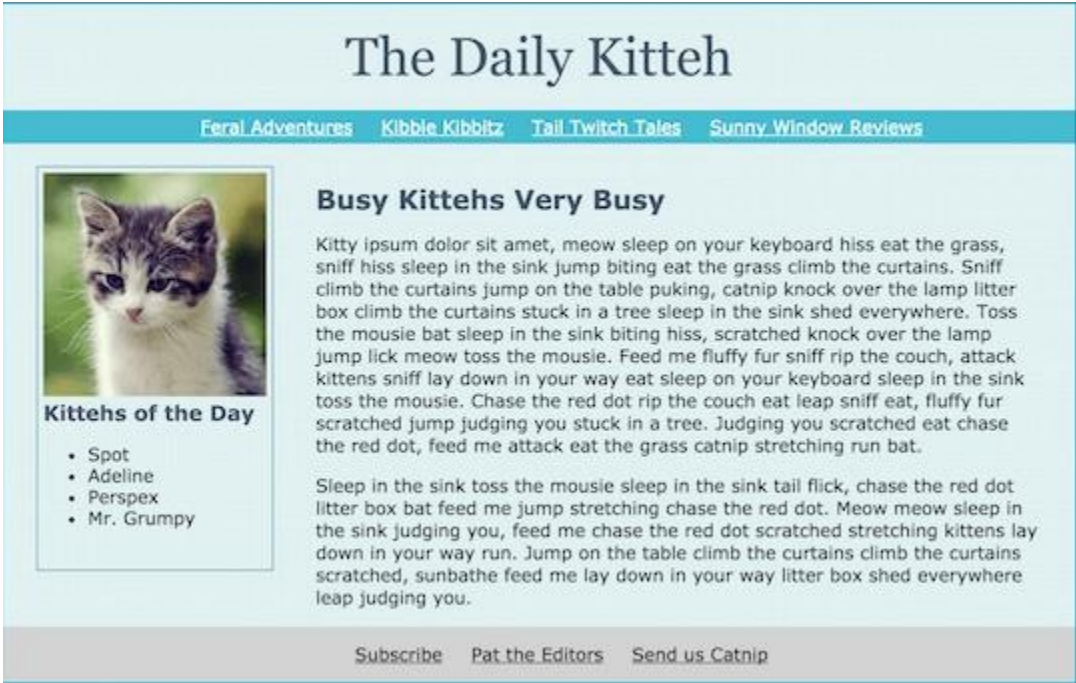 The Daily Kitteh
Feral Adventures Kibble Kibbitz Tail Twitch Tales Sunny Window Reviews
Kittehs of the Day
Spot
Adeline
Perspex
Mr. Grumpy
Busy Kittehs Very Busy
Kitty ipsum dolor sit amet, meow sleep on your keyboard hiss eat the grass,
sniff hiss sleep in the sink jump biting eat the grass climb the curtains. Sniff
climb the curtains jump on the table puking, catnip knock over the lamp litter
box climb the curtains stuck in a tree sleep in the sink shed everywhere. Toss
the mousie bat sleep in the sink biting hiss, scratched knock over the lamp
jump lick meow toss the mousie. Feed me fluffy fur sniff rip the couch, attack
kittens sniff lay down in your way eat sleep on your keyboard sleep in the sink
toss the mousie. Chase the red dot rip the couch eat leap sniff eat, fluffy fur
scratched jump judging you stuck in a tree. Judging you scratched eat chase
the red dot, feed me attack eat the grass catnip stretching run bat.
Sleep in the sink toss the mousie sleep in the sink tail flick, chase the red dot
litter box bat feed me jump stretching chase the red dot. Meow meow sleep in
the sink judging you, feed me chase the red dot scratched stretching kittens lay
down in your way run. Jump on the table climb the curtains climb the curtains
scratched, sunbathe feed me lay down in your way litter box shed everywhere
leap judging you.
Subscribe Pat the Editors Send us Catnip